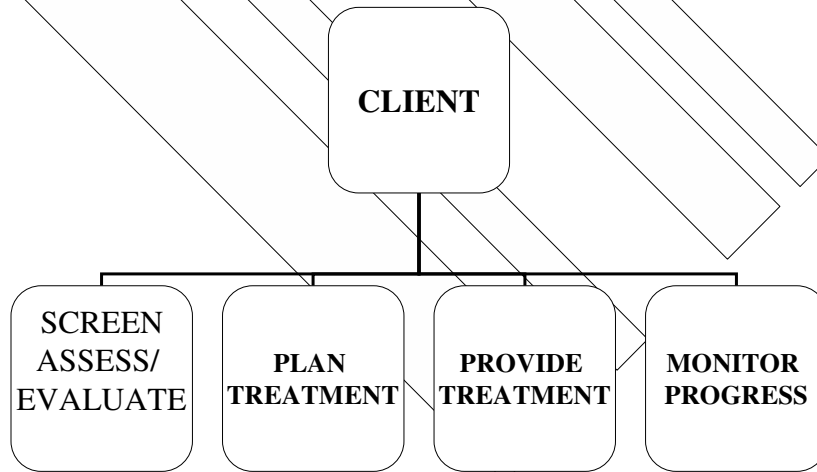 CLIENT
SCREEN
ASSESS/
EVALUATE
PLAN
TREATMENT
PROVIDE
TREATMENT
MONITOR
PROGRESS